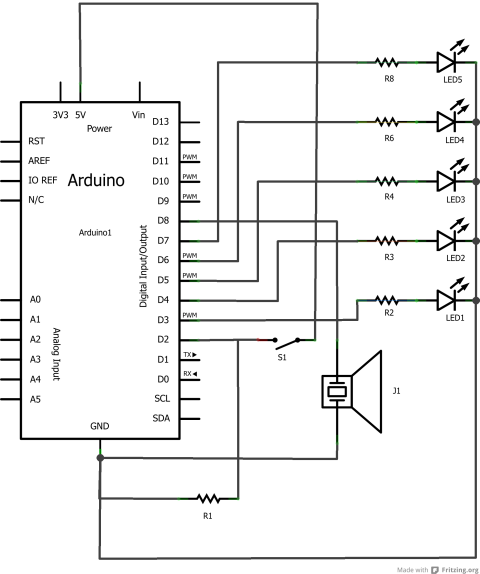 3V3 5V Vin
Power
D13
RST D12
AREF D11 PWM
IO REF Arduino D10 PWM
N/C D9 PWM
D8
Arduino1 D7
D6 PWM
D5 PWM
Digital Input/Output
A0 D4
A1 D3 PWM
A2 D2
A3 D1 TX
A4 D0 RX
A5 SCL
SDA
Analog Input
GND
R8 LED5
R6 LED4
R4 LED3
R3 LED2
R2 LED1
S1
J1
R1
Made with Fritzing.org